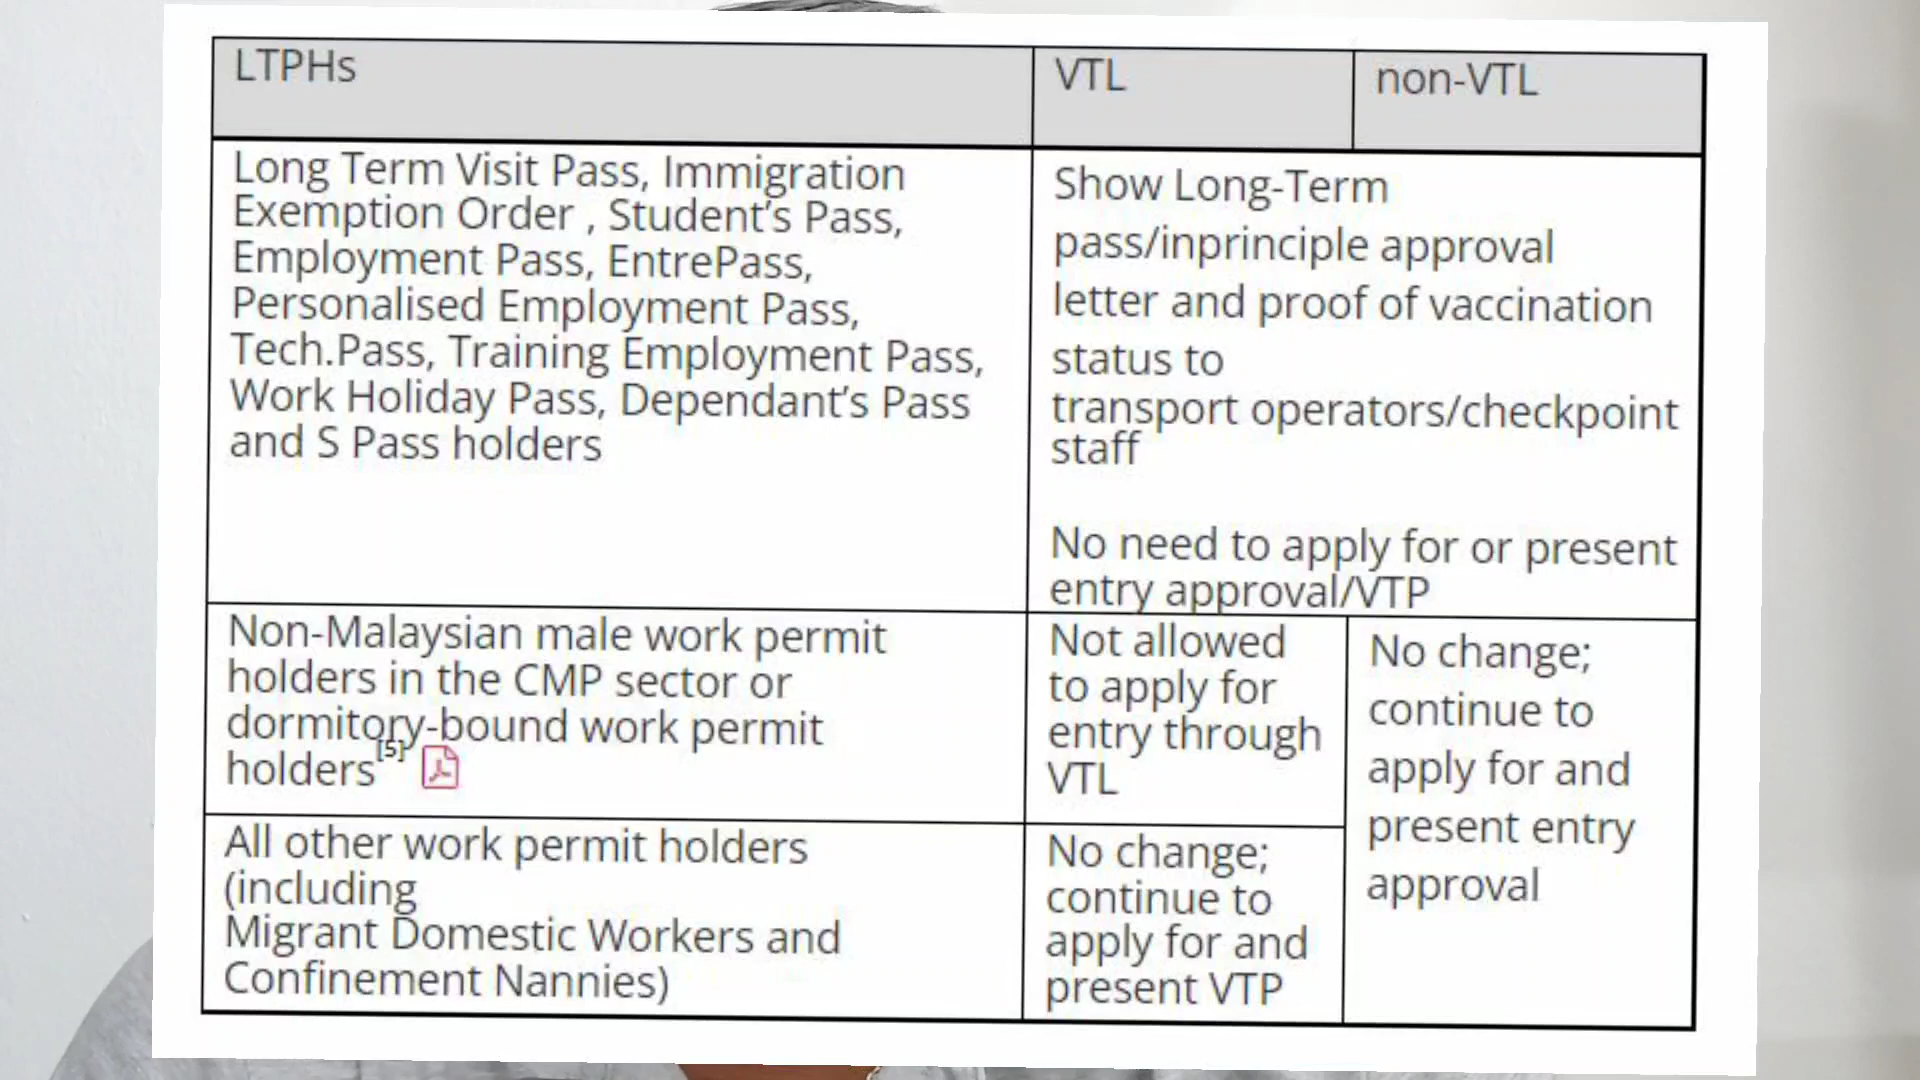 LTPHs
VTL
non-VTL
Long Term Visit Pass, Immigration
Exemption Order , Student's Pass,
Employment Pass, EntrePass,
Personalised Employment Pass,
Tech.Pass, Training Employment Pass,
Work Holiday Pass, Dependant's Pass
and S Pass holders
Show Long-Term
pass/inprinciple approval
letter and proof of vaccination
status to
transport operators/checkpoint
staff
No need to apply for or present
entry approval/VTP
Non-Malaysian male work permit
holders in the CMP sector or
dormitory-bound work permit
holders[5]
Not allowed
to apply for
entry through
VTL
No change;
continue to
apply for and
present entry
approval
All other work permit holders
(including
Migrant Domestic Workers and
Confinement Nannies)
No change;
continue to
apply for and
present VTP